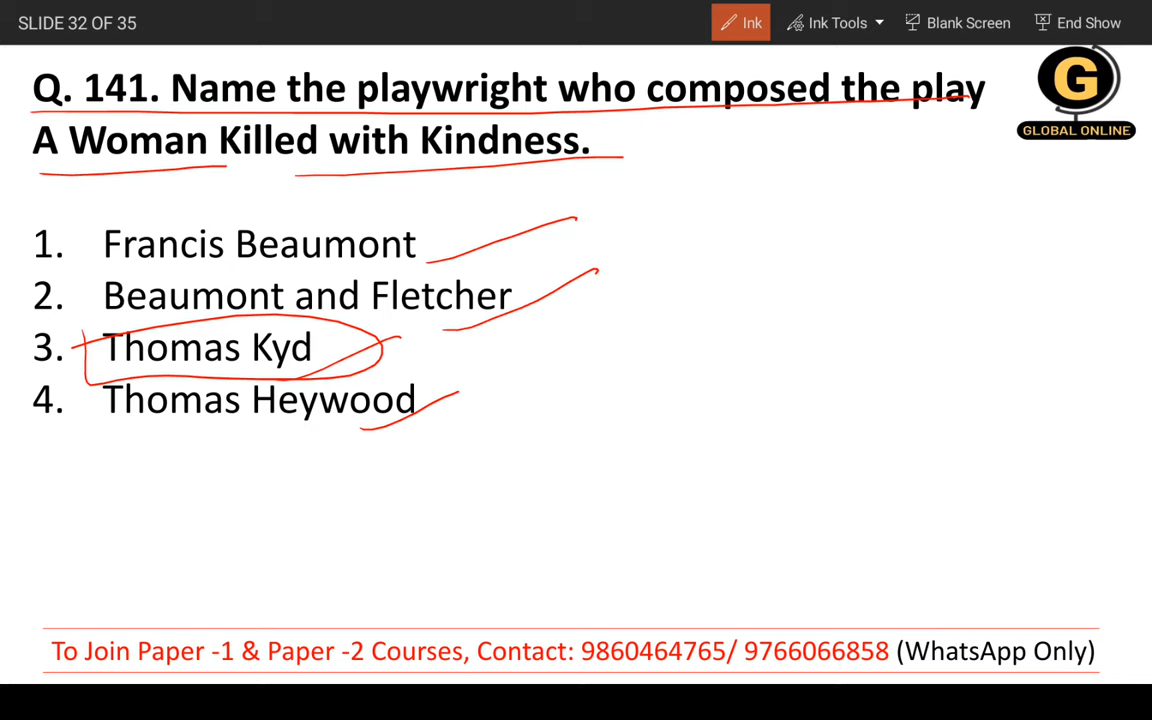 SLIDE 32 OF 35
Ink
Ink Tools
Blank Screen
End Show
Q. 141. Name the playwright who composed the play
A Woman Killed with Kindness.
G
GLOBAL ONLINE
1. Francis Beaumont
2. Beaumont and Fletcher
3. Thomas Kyd
4. Thomas Heywood
To Join Paper -1 & Paper -2 Courses, Contact: 9860464765/ 9766066858 (WhatsApp Only)